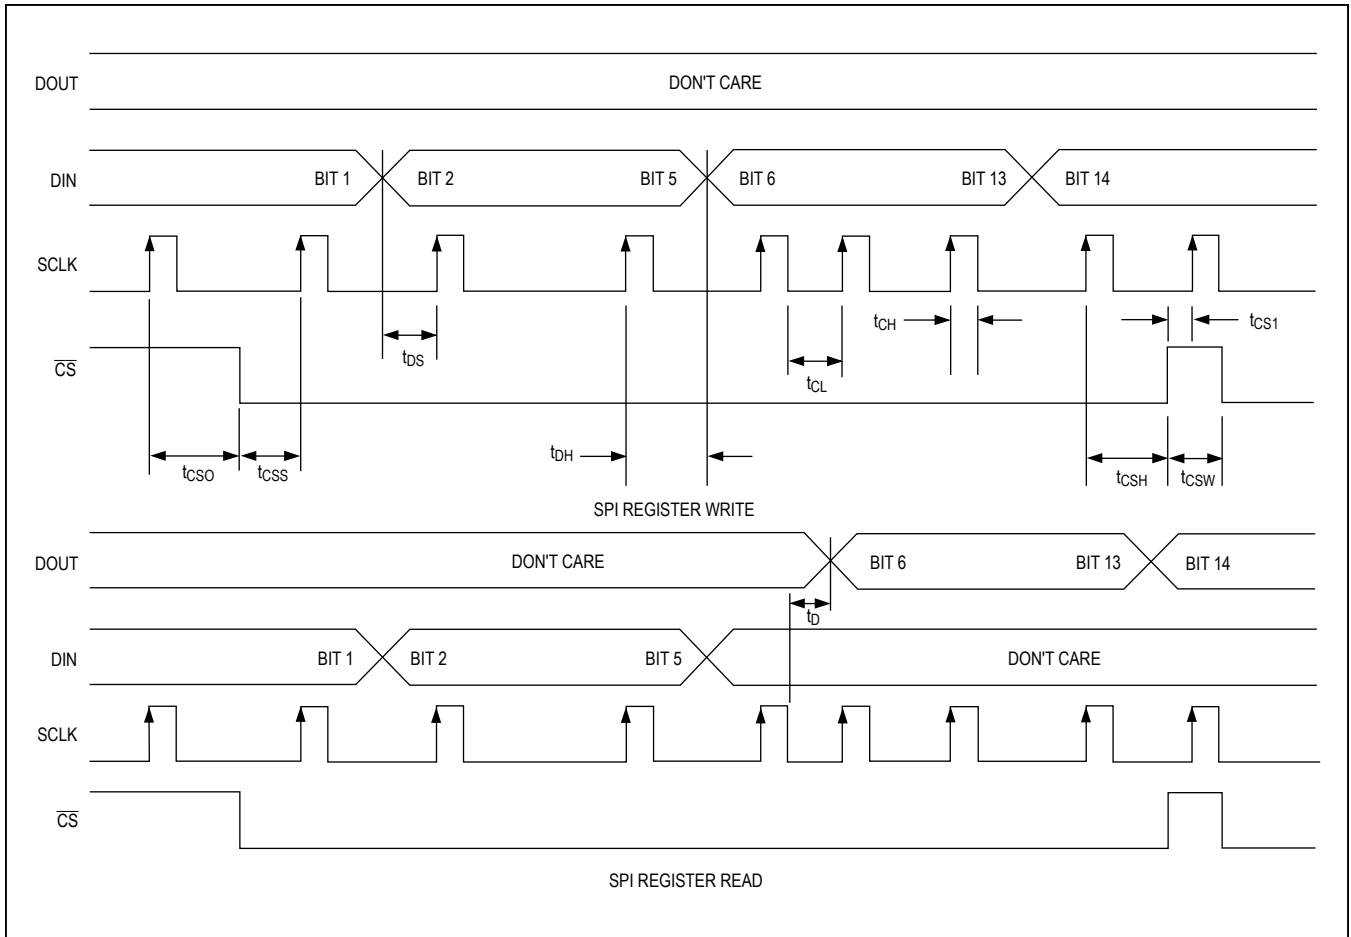 DOUT DON'T CARE
DIN BIT 1 BIT 2 BIT 5 BIT 6 BIT 13 BIT 14
SCLK
tCH tCS1
CS tDS tCL
tCSO tCSS tDH tCSH tCSW
SPI REGISTER WRITE
DOUT DON'T CARE BIT 6 BIT 13 BIT 14
tD
DIN BIT 1 BIT 2 BIT 5 DON'T CARE
SCLK
CS
SPI REGISTER READ